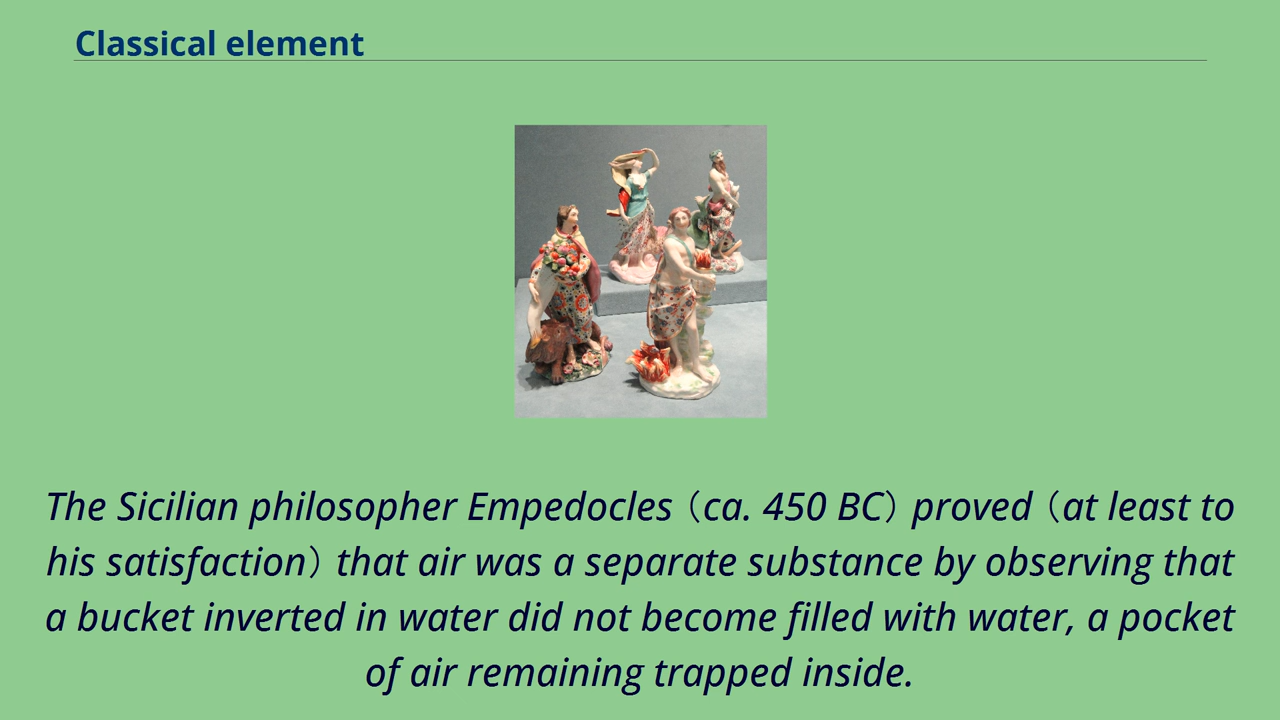 Classical element
The Sicilian philosopher Empedocles (ca. 450 BC) proved (at least to
his satisfaction) that air was a separate substance by observing that
a bucket inverted in water did not become filled with water, a pocket
of air remaining trapped inside.